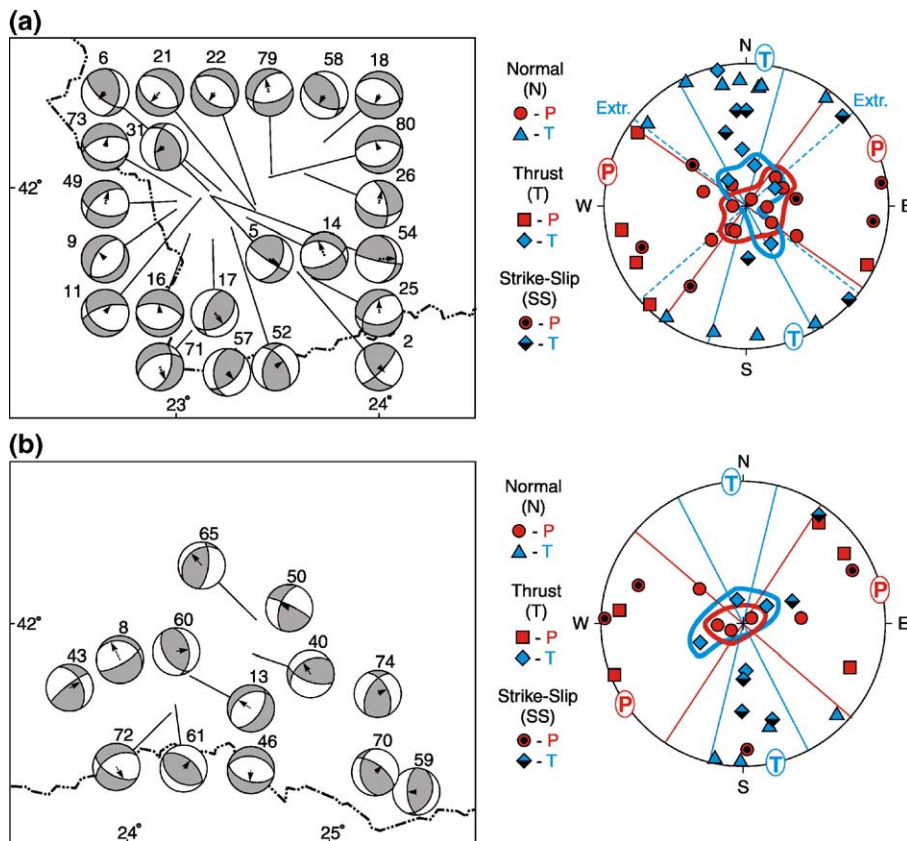 (a)
6 21 22 79 58 18
73 31 80
42°
49 26
9 5 14 54
11 16 17 25
71 57 52 2
23° 24°
Normal
(N)
- P
- T
Thrust
(T)
- P
- T
Strike-Slip
(SS)
- P
- T
N
T
Extr. Extr.
P P
W E
T
S
(b)
65
50
42°
8 60 40
43 13 74
72 61 46 70 59
24° 25°
Normal
(N)
- P
- T
Thrust
(T)
- P
- T
Strike-Slip
(SS)
- P
- T
N
T
P
W E
P
T
S